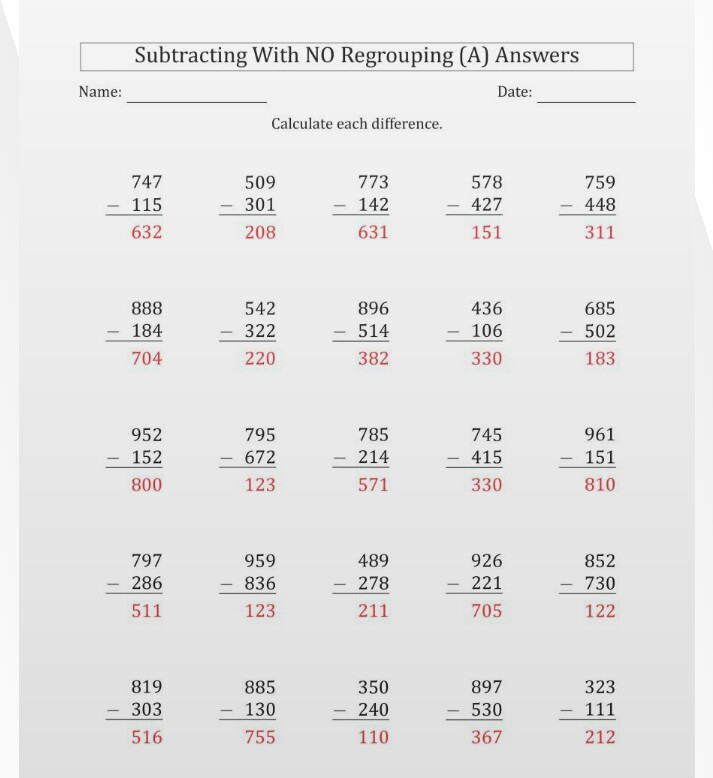 Subtracting With NO Regrouping (A) Answers
Name: Date:
Calculate each difference.
747 509 773 578 759
− 115 − 301 − 142 − 427 − 448
632 208 631 151 311
888 542 896 436 685
− 184 − 322 − 514 − 106 − 502
704 220 382 330 183
952 795 785 745 961
− 152 − 672 − 214 − 415 − 151
800 123 571 330 810
797 959 489 926 852
− 286 − 836 − 278 − 221 − 730
511 123 211 705 122
819 885 350 897 323
− 303 − 130 − 240 − 530 − 111
516 755 110 367 212